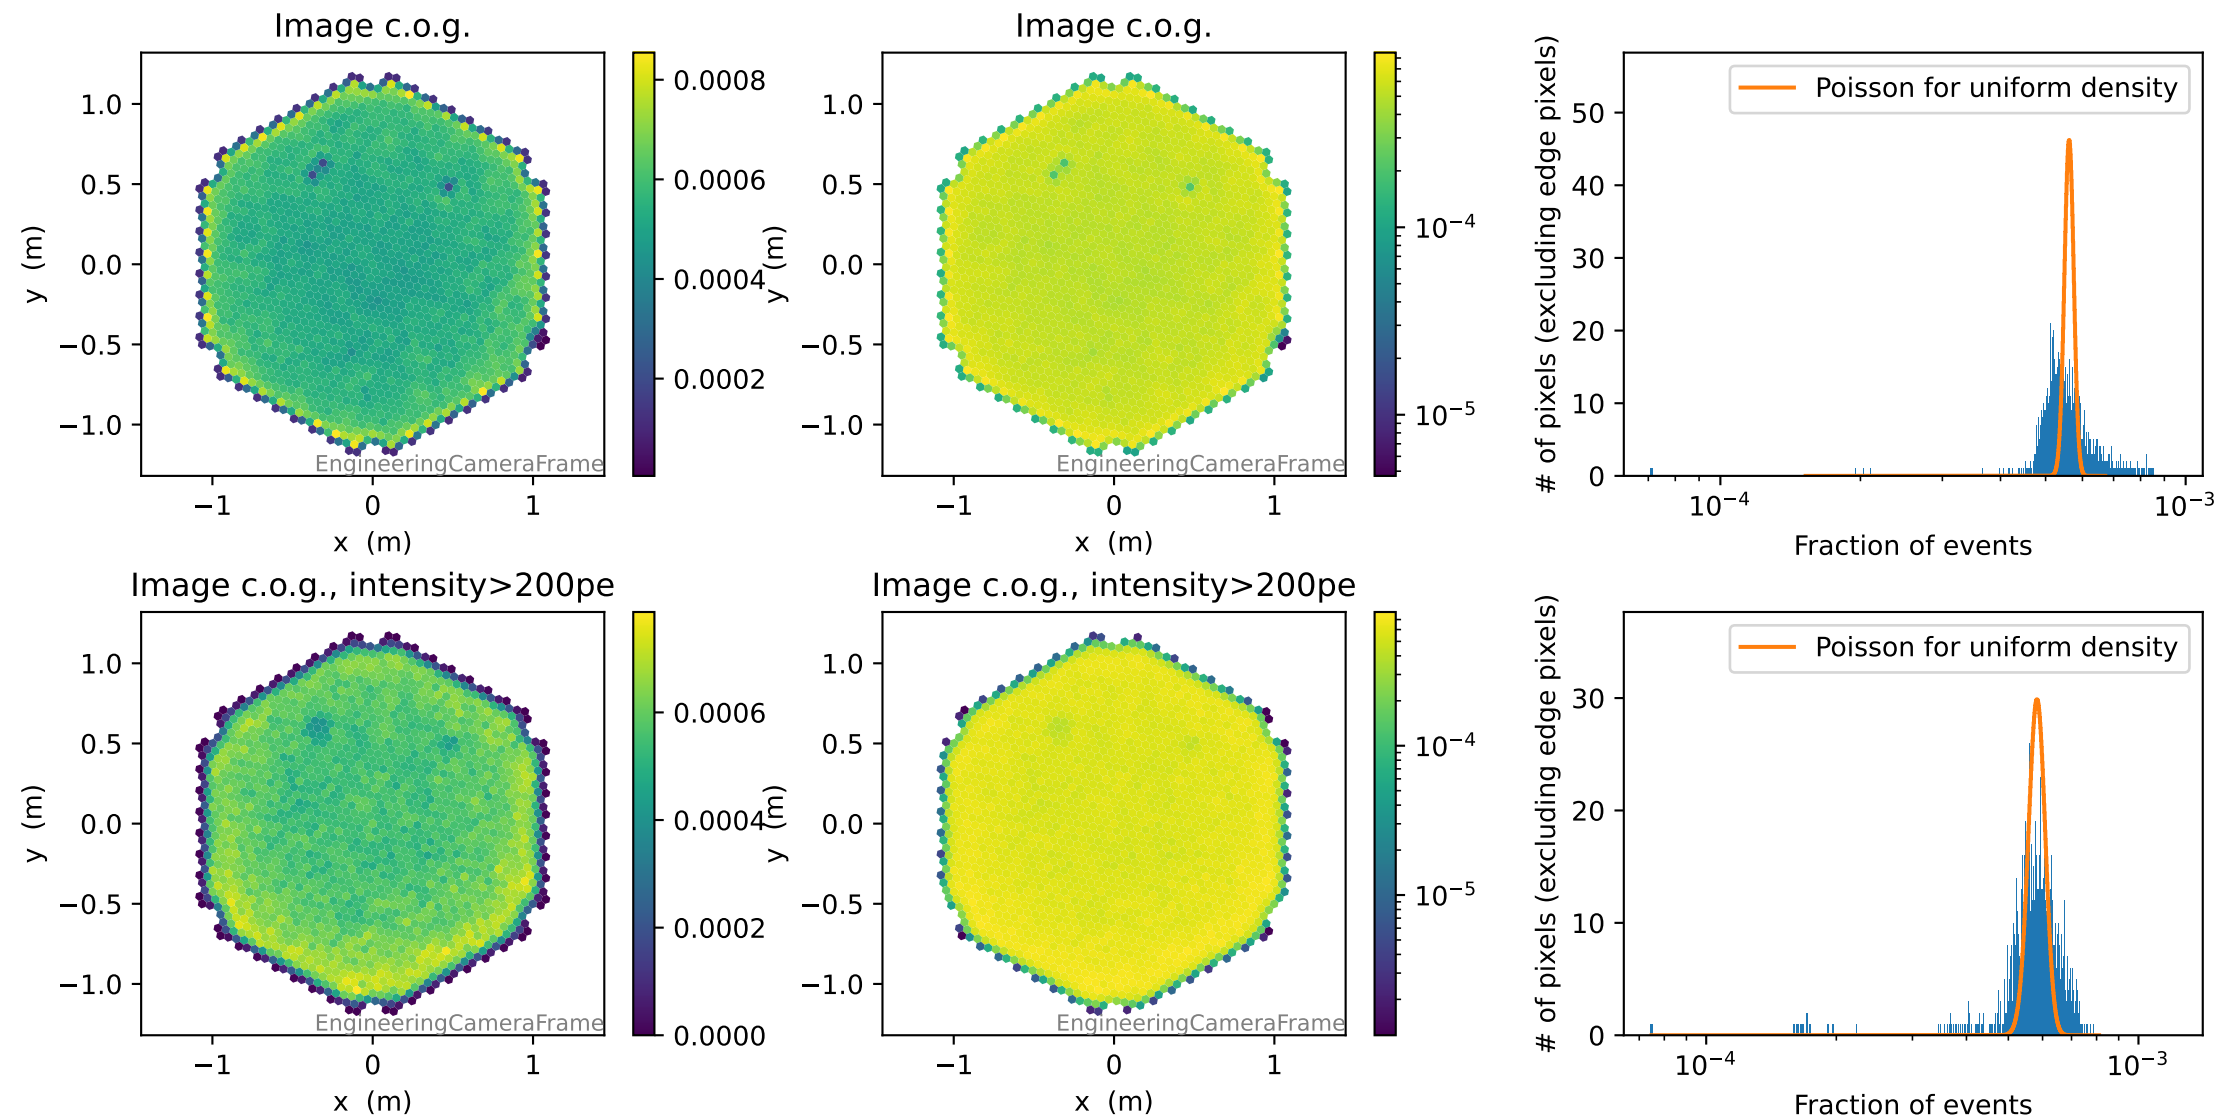 Image c.o.g.
y (m)
1.0
0.5
0.0
−0.5
−1.0
EngineeringCameraFrame
−1 0 1
x (m)
0.0008
0.0006
0.0004
0.0002
Image c.o.g.
y (m)
1.0
0.5
0.0
−0.5
−1.0
EngineeringCameraFrame
−1 0 1
x (m)
10⁻⁴
10⁻⁵
# of pixels (excluding edge pixels)
50
40
30
20
10
0
Poisson for uniform density
10⁻⁴ 10⁻³
Fraction of events
Image c.o.g., intensity>200pe
y (m)
1.0
0.5
0.0
−0.5
−1.0
EngineeringCameraFrame
−1 0 1
x (m)
0.0006
0.0004
0.0002
0.0000
Image c.o.g., intensity>200pe
y (m)
1.0
0.5
0.0
−0.5
−1.0
EngineeringCameraFrame
−1 0 1
x (m)
10⁻⁴
10⁻⁵
# of pixels (excluding edge pixels)
30
20
10
0
Poisson for uniform density
10⁻⁴ 10⁻³
Fraction of events